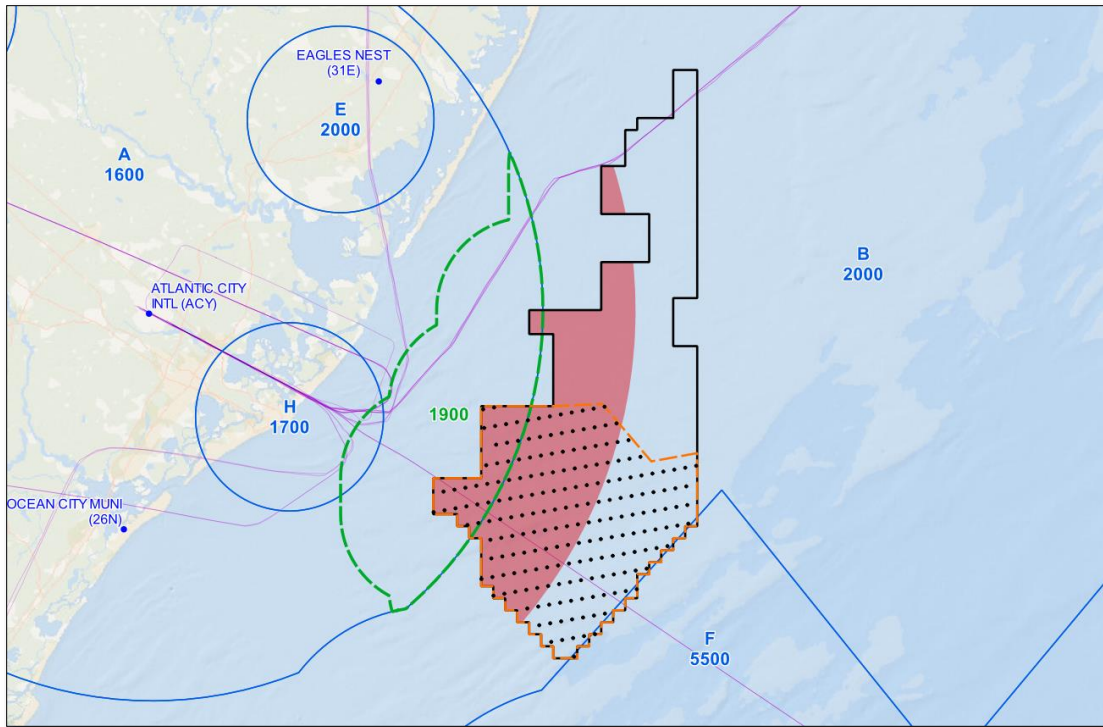 EAGLES NEST
(31E)
E
2000
A
1600
B
2000
ATLANTIC CITY
INTL (ACY)
H
1700
1900
OCEAN CITY MUNI
(26N)
F
5500